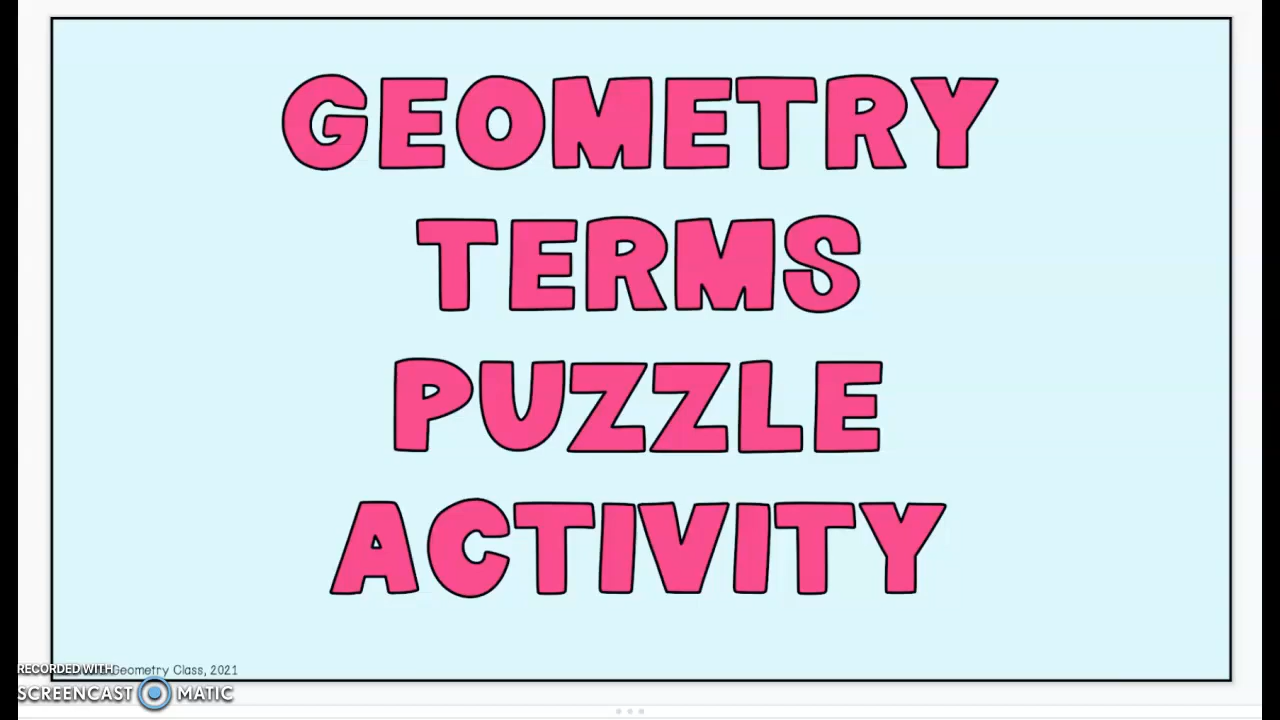 GEOMETRY
TERMS
PUZZLE
ACTIVITY
Geometry Class, 2021
RECORDED WITH
SCREENCAST MATIC